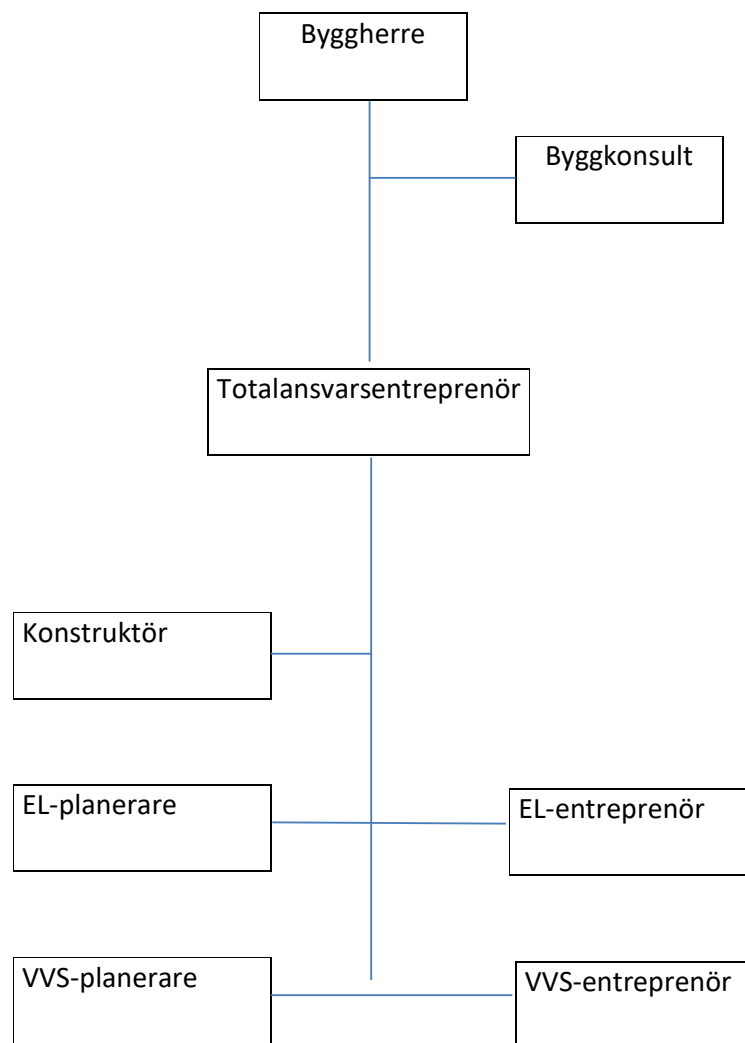 Byggherre
Byggkonsult
Totalansvarsentreprenör
Konstruktör
EL-planerare
EL-entreprenör
VVS-planerare
VVS-entreprenör